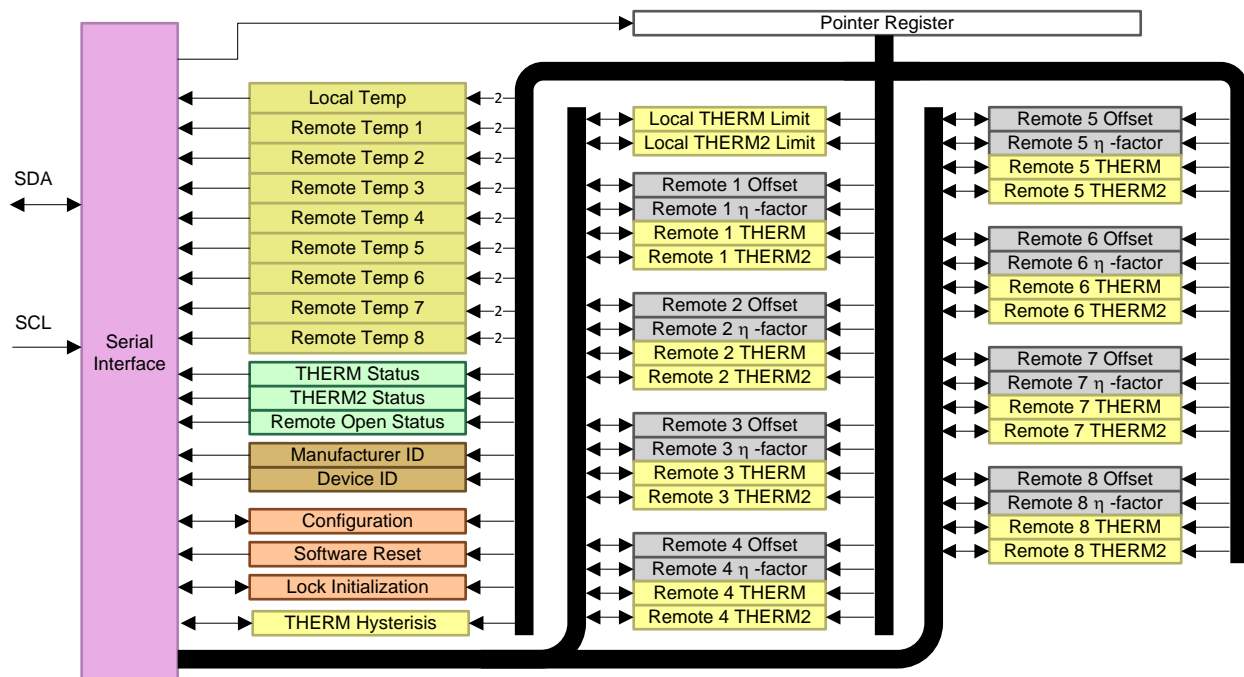 Pointer Register
SDA
SCL
Serial
Interface
Local Temp
2
Remote Temp 1
2
Remote Temp 2
2
Remote Temp 3
2
Remote Temp 4
2
Remote Temp 5
2
Remote Temp 6
2
Remote Temp 7
2
Remote Temp 8
2
THERM Status
THERM2 Status
Remote Open Status
Manufacturer ID
Device ID
Configuration
Software Reset
Lock Initialization
THERM Hysterisis
Local THERM Limit
Local THERM2 Limit
Remote 1 Offset
Remote 1 η -factor
Remote 1 THERM
Remote 1 THERM2
Remote 2 Offset
Remote 2 η -factor
Remote 2 THERM
Remote 2 THERM2
Remote 3 Offset
Remote 3 η -factor
Remote 3 THERM
Remote 3 THERM2
Remote 4 Offset
Remote 4 η -factor
Remote 4 THERM
Remote 4 THERM2
Remote 5 Offset
Remote 5 η -factor
Remote 5 THERM
Remote 5 THERM2
Remote 6 Offset
Remote 6 η -factor
Remote 6 THERM
Remote 6 THERM2
Remote 7 Offset
Remote 7 η -factor
Remote 7 THERM
Remote 7 THERM2
Remote 8 Offset
Remote 8 η -factor
Remote 8 THERM
Remote 8 THERM2